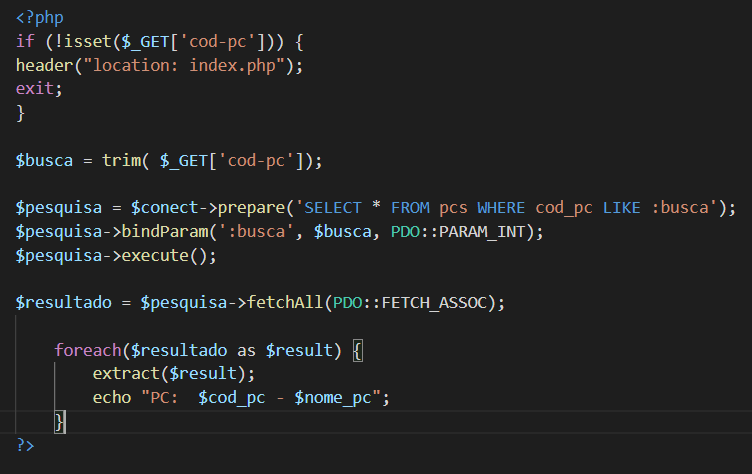 <?php
if (!isset($_GET['cod-pc'])) {
header("location: index.php");
exit;
}
$busca = trim( $_GET['cod-pc']);
$pesquisa = $conect->prepare('SELECT * FROM pcs WHERE cod_pc LIKE :busca');
$pesquisa->bindParam(':busca', $busca, PDO::PARAM_INT);
$pesquisa->execute();
$resultado = $pesquisa->fetchAll(PDO::FETCH_ASSOC);
foreach($resultado as $result) {
extract($result);
echo "PC:  $cod_pc - $nome_pc";
}
?>